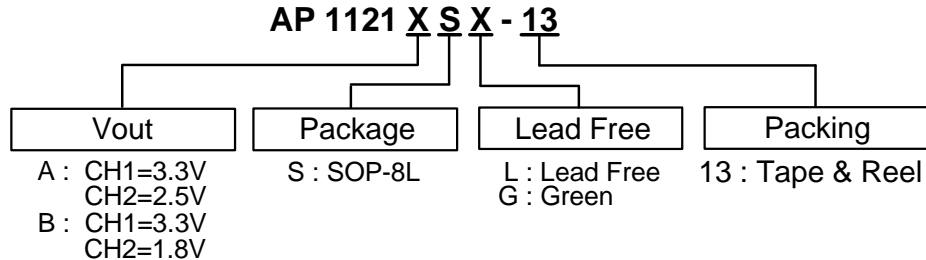 AP 1121 X S X - 13
Vout
A : CH1=3.3V
CH2=2.5V
B : CH1=3.3V
CH2=1.8V
Package
S : SOP-8L
Lead Free
L : Lead Free
G : Green
Packing
13 : Tape & Reel